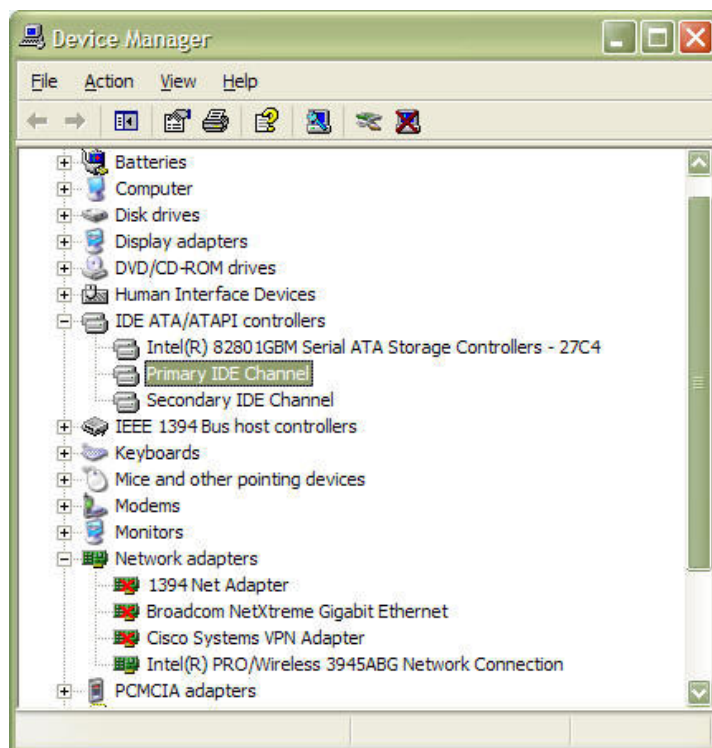 Device Manager
File Action View Help
Batteries
Computer
Disk drives
Display adapters
DVD/CD-ROM drives
Human Interface Devices
IDE ATA/ATAPI controllers
Intel(R) 82801GBM Serial ATA Storage Controllers - 27C4
Primary IDE Channel
Secondary IDE Channel
IEEE 1394 Bus host controllers
Keyboards
Mice and other pointing devices
Modems
Monitors
Network adapters
1394 Net Adapter
Broadcom NetXtreme Gigabit Ethernet
Cisco Systems VPN Adapter
Intel(R) PRO/Wireless 3945ABG Network Connection
PCMCIA adapters